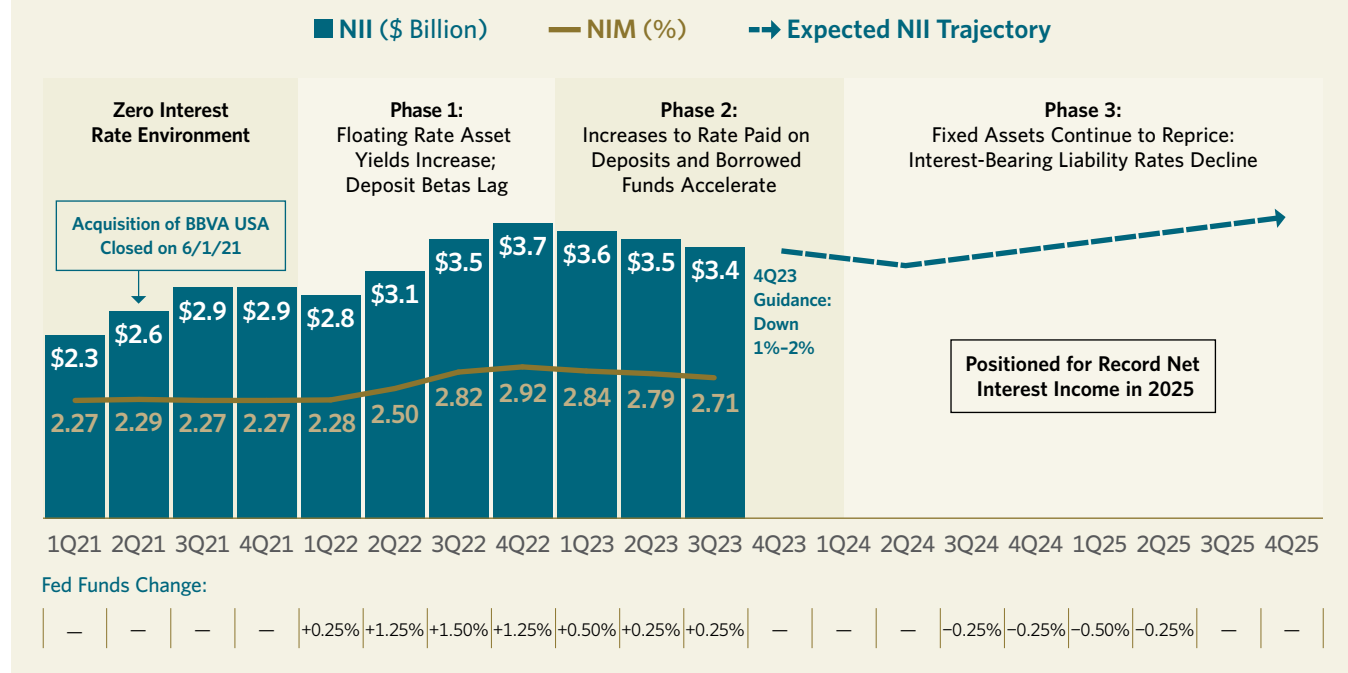 NII ($ Billion) NIM (%) Expected NII Trajectory
Zero Interest
Rate Environment
Phase 1:
Floating Rate Asset
Yields Increase;
Deposit Betas Lag
Phase 2:
Increases to Rate Paid on
Deposits and Borrowed
Funds Accelerate
Phase 3:
Fixed Assets Continue to Reprice:
Interest-Bearing Liability Rates Decline
Acquisition of BBVA USA
Closed on 6/1/21
$2.3 $2.6 $2.9 $2.9 $2.8 $3.1 $3.5 $3.7 $3.6 $3.5 $3.4
4Q23
Guidance:
Down
1%–2%
Positioned for Record Net
Interest Income in 2025
2.27 2.29 2.27 2.27 2.28 2.50 2.82 2.92 2.84 2.79 2.71
1Q21 2Q21 3Q21 4Q21 1Q22 2Q22 3Q22 4Q22 1Q23 2Q23 3Q23 4Q23 1Q24 2Q24 3Q24 4Q24 1Q25 2Q25 3Q25 4Q25
Fed Funds Change:
— — — — +0.25% +1.25% +1.50% +1.25% +0.50% +0.25% +0.25% — — — −0.25% −0.25% −0.50% −0.25% — —